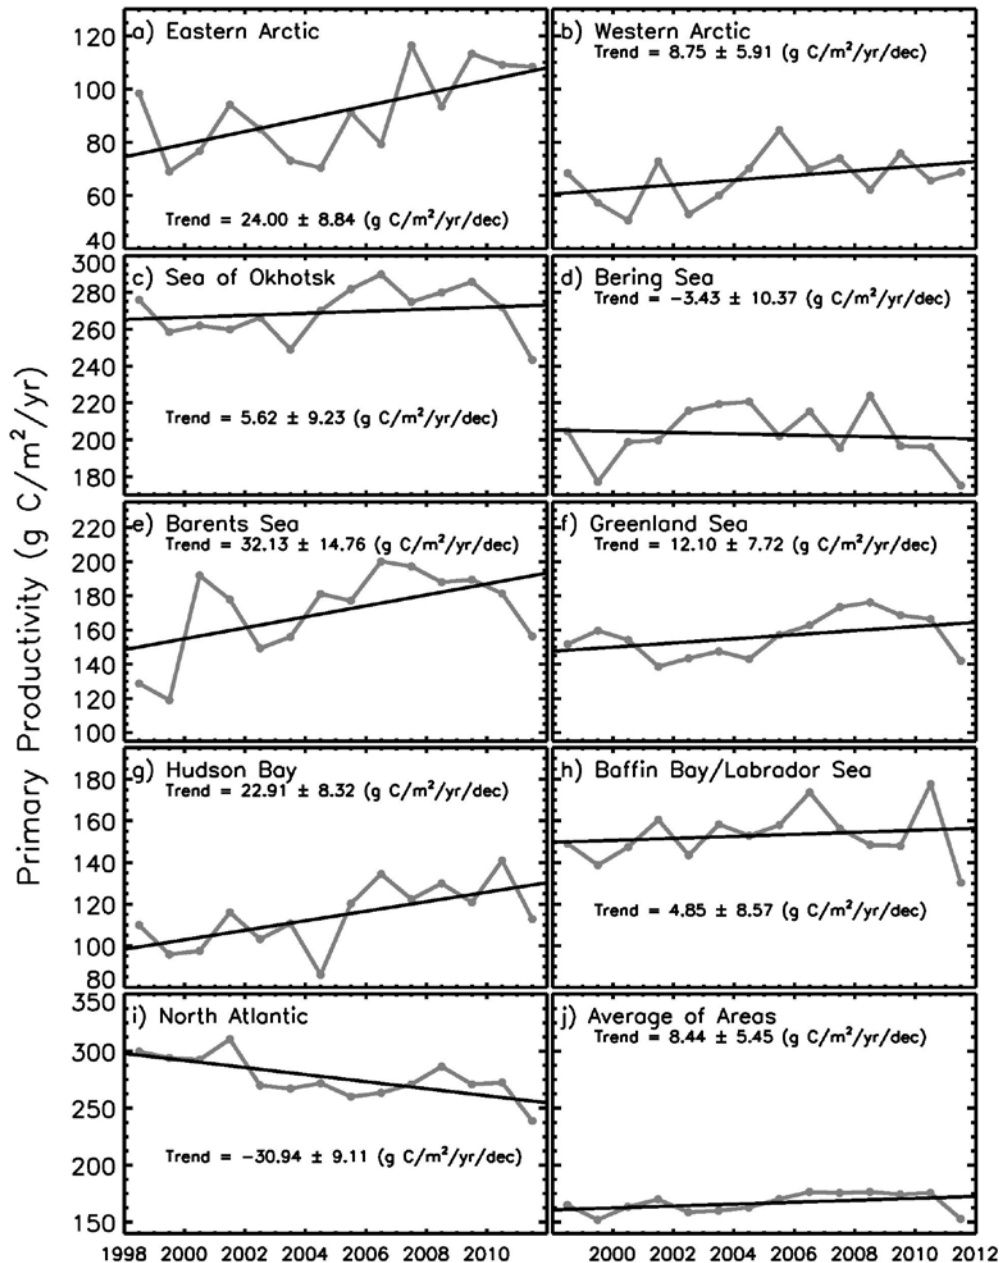 Primary Productivity (g C/m²/yr)
a) Eastern Arctic
Trend = 24.00 ± 8.84 (g C/m²/yr/dec)
120
100
80
60
40
b) Western Arctic
Trend = 8.75 ± 5.91 (g C/m²/yr/dec)
c) Sea of Okhotsk
Trend = 5.62 ± 9.23 (g C/m²/yr/dec)
300
280
260
240
220
200
180
d) Bering Sea
Trend = −3.43 ± 10.37 (g C/m²/yr/dec)
e) Barents Sea
Trend = 32.13 ± 14.76 (g C/m²/yr/dec)
220
200
180
160
140
120
100
f) Greenland Sea
Trend = 12.10 ± 7.72 (g C/m²/yr/dec)
g) Hudson Bay
Trend = 22.91 ± 8.32 (g C/m²/yr/dec)
180
160
140
120
100
80
h) Baffin Bay/Labrador Sea
Trend = 4.85 ± 8.57 (g C/m²/yr/dec)
i) North Atlantic
Trend = −30.94 ± 9.11 (g C/m²/yr/dec)
350
300
250
200
150
j) Average of Areas
Trend = 8.44 ± 5.45 (g C/m²/yr/dec)
1998 2000 2002 2004 2006 2008 2010
2000 2002 2004 2006 2008 2010 2012